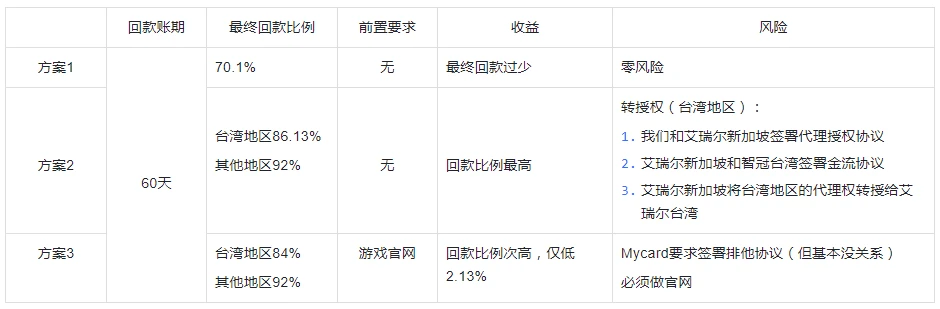 回款账期 最终回款比例 前置要求 收益 风险
方案1 70.1% 无 最终回款过少 零风险
60天
方案2
台湾地区86.13%
其他地区92%
无
回款比例最高
转授权（台湾地区）：
1. 我们和艾瑞尔新加坡签署代理授权协议
2. 艾瑞尔新加坡和智冠台湾签署金流协议
3. 艾瑞尔新加坡将台湾地区的代理权转授给艾
瑞尔台湾
方案3
台湾地区84%
其他地区92%
游戏官网
回款比例次高，仅低
2.13%
Mycard要求签署排他协议（但基本没关系）
必须做官网